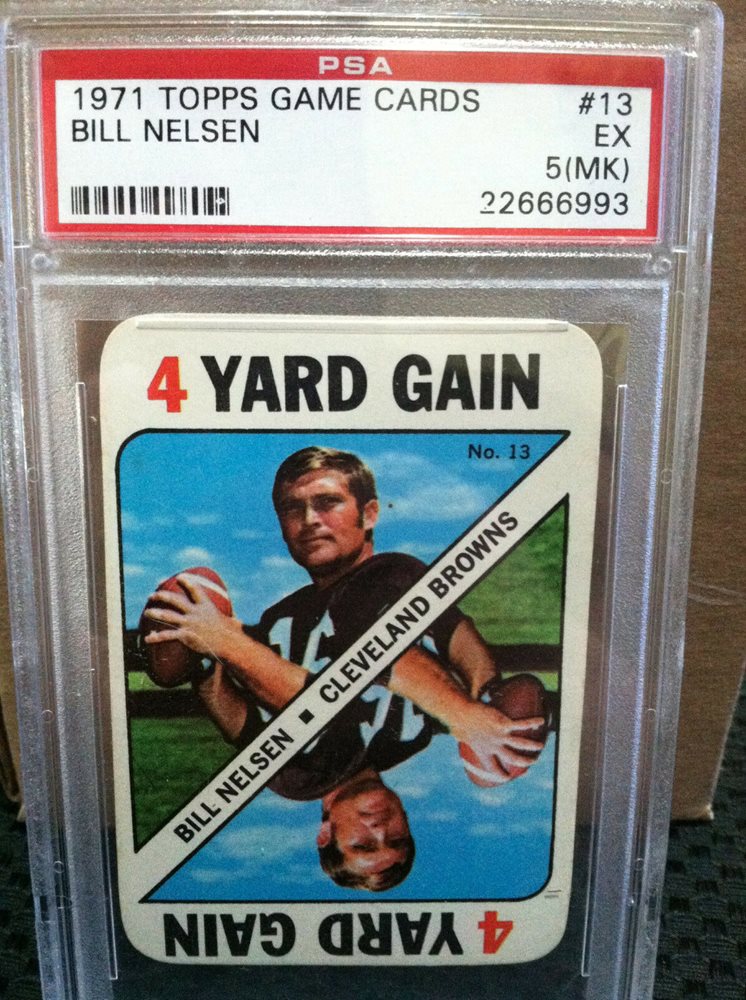 PSA
1971 TOPPS GAME CARDS #13
BILL NELSEN EX
5(MK)
22666993
4 YARD GAIN
No. 13
BILL NELSEN ▪ CLEVELAND BROWNS
16
4 YARD GAIN